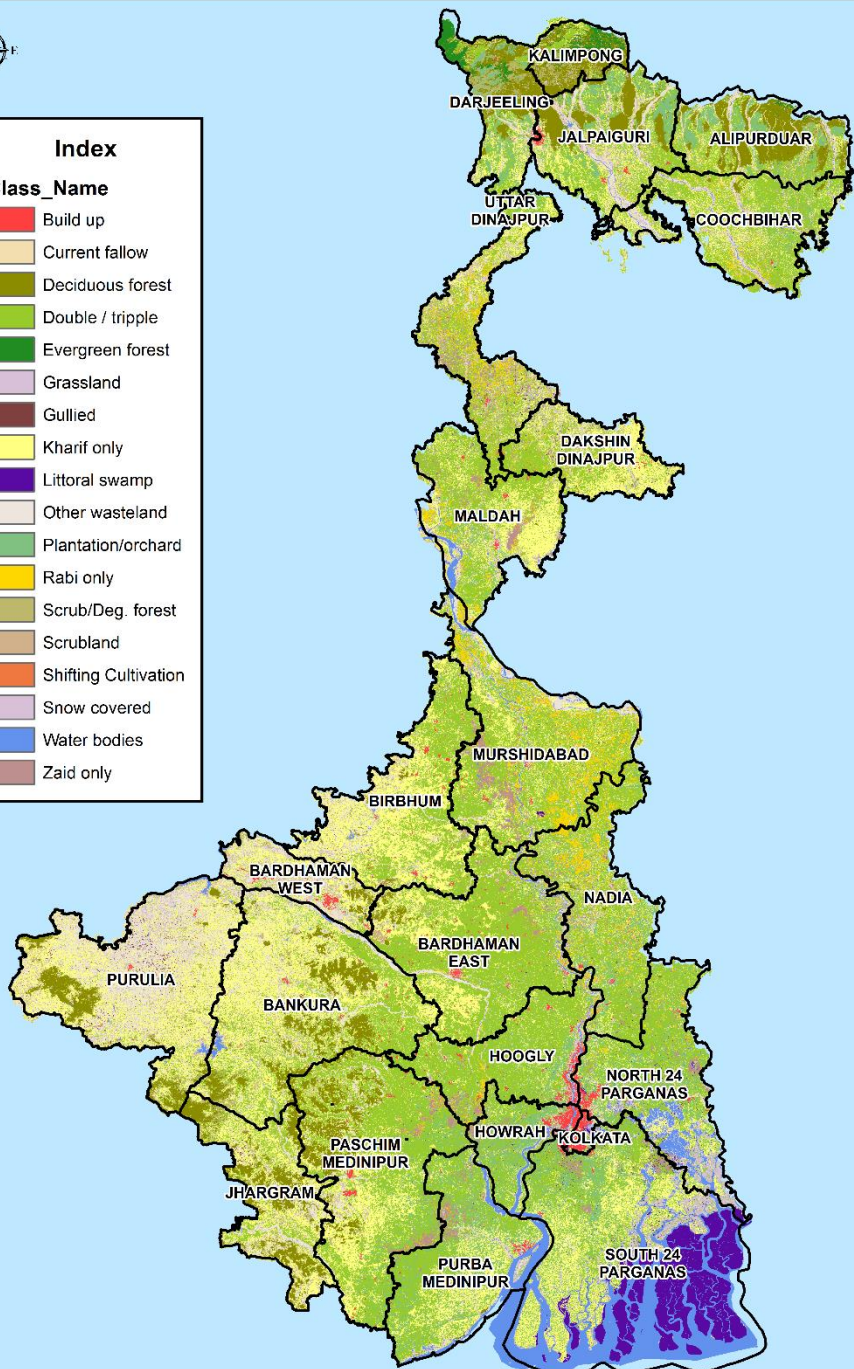 E
Index
Class_Name
Build up
Current fallow
Deciduous forest
Double / tripple
Evergreen forest
Grassland
Gullied
Kharif only
Littoral swamp
Other wasteland
Plantation/orchard
Rabi only
Scrub/Deg. forest
Scrubland
Shifting Cultivation
Snow covered
Water bodies
Zaid only
KALIMPONG
DARJEELING
JALPAIGURI
ALIPURDUAR
UTTAR
DINAJPUR
COOCHBIHAR
DAKSHIN
DINAJPUR
MALDAH
MURSHIDABAD
BIRBHUM
BARDHAMAN
WEST
NADIA
BARDHAMAN
EAST
PURULIA
BANKURA
HOOGLY
NORTH 24
PARGANAS
HOWRAH
KOLKATA
PASCHIM
MEDINIPUR
JHARGRAM
SOUTH 24
PARGANAS
PURBA
MEDINIPUR